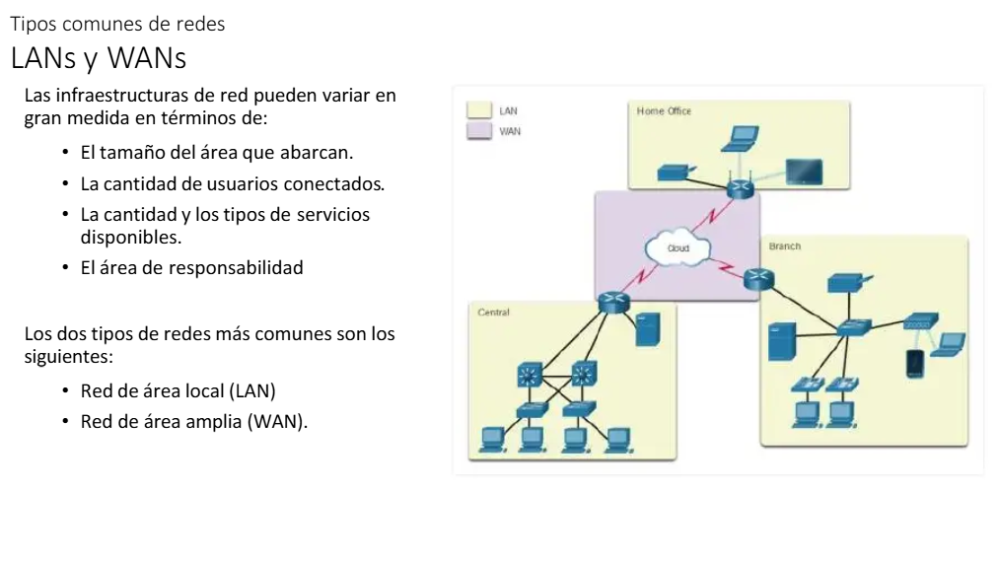 Tipos comunes de redes
LANs y WANs
Las infraestructuras de red pueden variar en
gran medida en términos de:
• El tamaño del área que abarcan.
• La cantidad de usuarios conectados.
• La cantidad y los tipos de servicios
disponibles.
• El área de responsabilidad
Los dos tipos de redes más comunes son los
siguientes:
• Red de área local (LAN)
• Red de área amplia (WAN).
LAN
WAN
Home Office
Cloud
Branch
Central